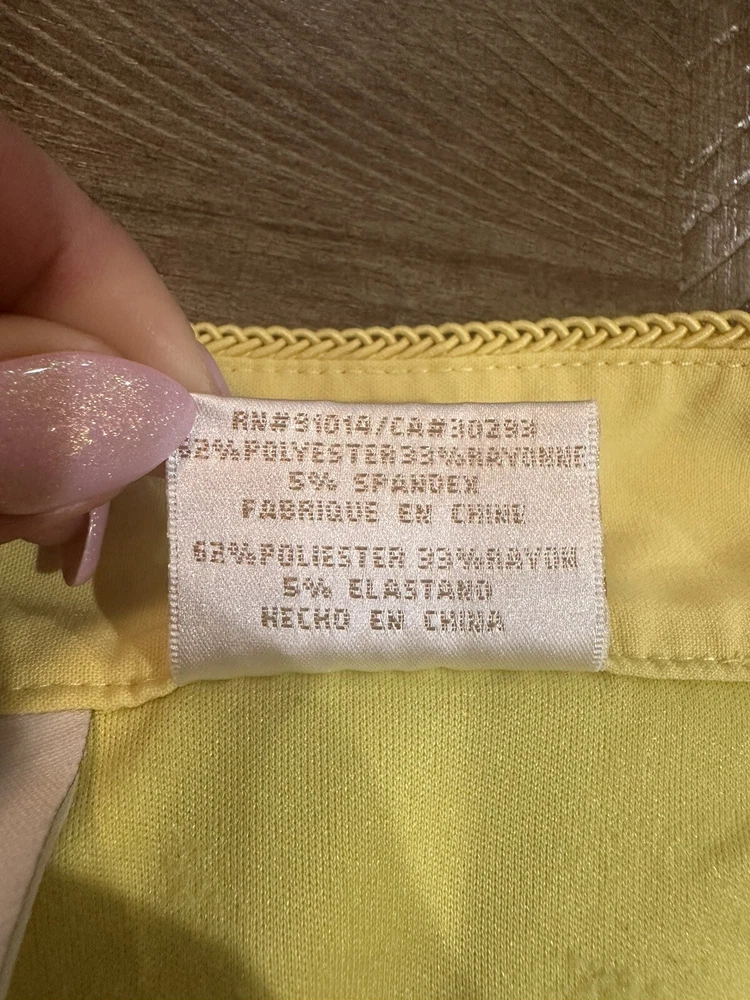 RN#91014/CA#30293
62%POLYESTER 33%RAYONNE
5% SPANDEX
FABRIQUE EN CHINE
62%POLIESTER 33%RAYON
5% ELASTANO
HECHO EN CHINA